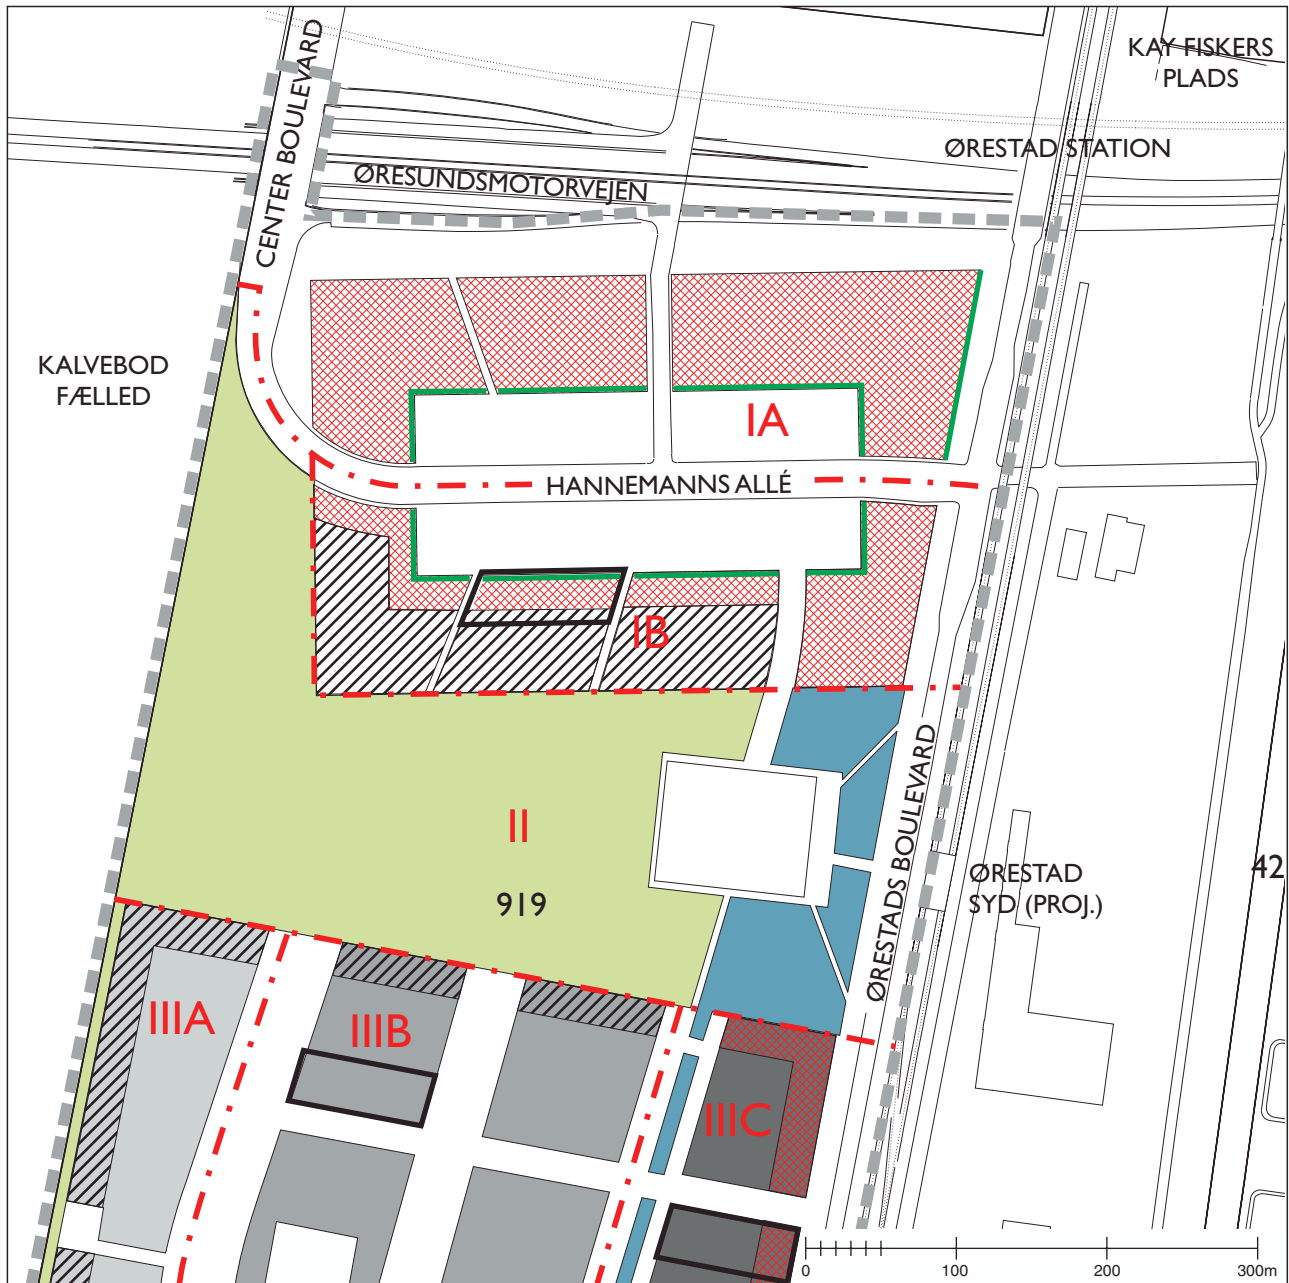 CENTER BOULEVARD
KAY FISKERS
PLADS
ØRESTAD STATION
ØRESUNDSMOTORVEJEN
KALVEBOD
FÆLLED
IA
HANNEMANNS ALLÉ
IB
II
919
ØRESTADS BOULEVARD
ØRESTAD
SYD (PROJ.)
42
IIIA
IIIB
IIIC
0 100 200 300m